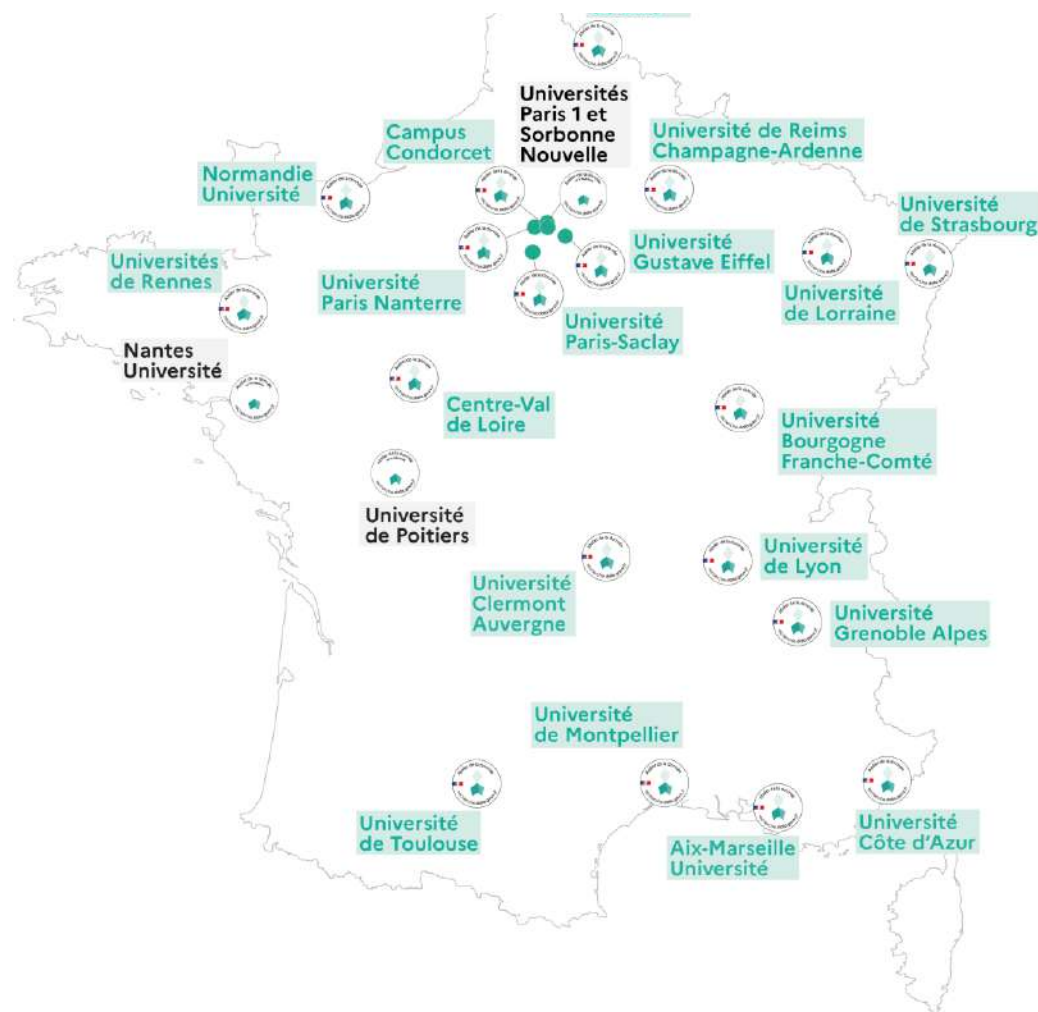 Universités
Paris 1 et
Sorbonne
Nouvelle
Campus
Condorcet
Université de Reims
Champagne-Ardenne
Normandie
Université
Université
de Strasbourg
Universités
de Rennes
Université
Paris Nanterre
Université
Gustave Eiffel
Université
de Lorraine
Université
Paris-Saclay
Nantes
Université
Centre-Val
de Loire
Université
Bourgogne
Franche-Comté
Université
de Poitiers
Université
de Lyon
Université
Clermont
Auvergne
Université
Grenoble Alpes
Université
de Montpellier
Université
de Toulouse
Aix-Marseille
Université
Université
Côte d'Azur